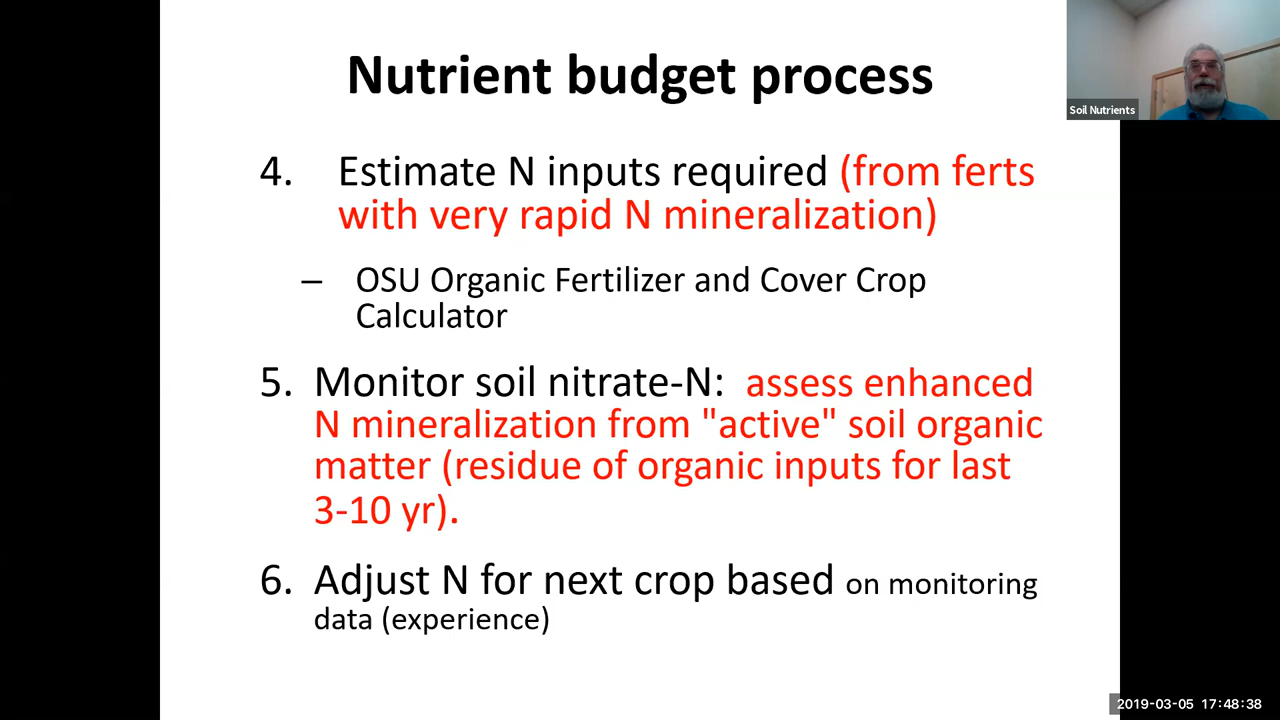 Nutrient budget process
Soil Nutrients
4. Estimate N inputs required (from ferts
with very rapid N mineralization)
– OSU Organic Fertilizer and Cover Crop
Calculator
5. Monitor soil nitrate-N: assess enhanced
N mineralization from "active" soil organic
matter (residue of organic inputs for last
3-10 yr).
6. Adjust N for next crop based on monitoring
data (experience)
2019-03-05 17:48:38